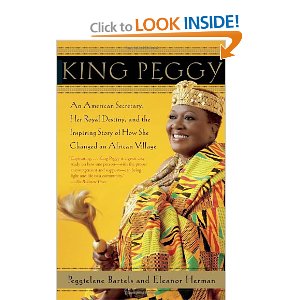 Click to LOOK INSIDE!
KING PEGGY
An American Secretary,
Her Royal Destiny, and the
Inspiring Story of How She
Changed an African Village
Peggielene Bartels and Eleanor Herman